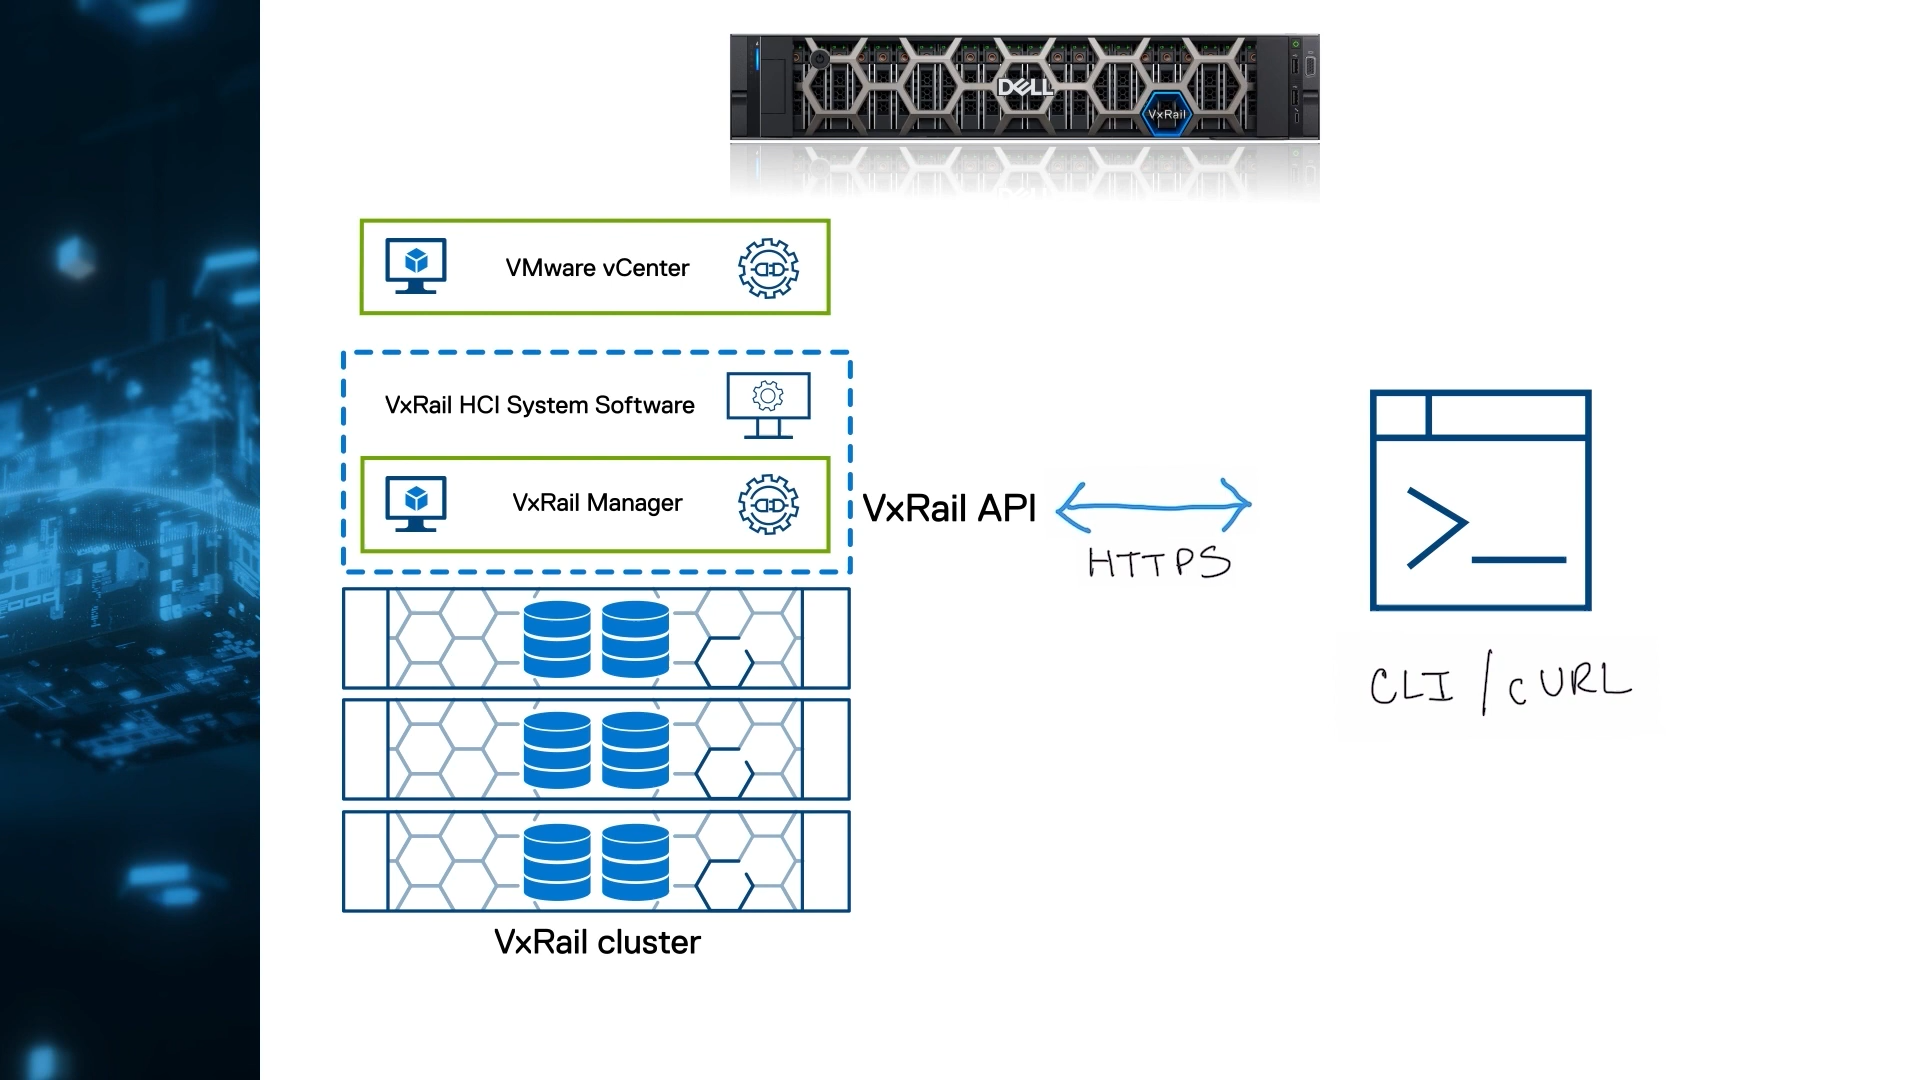 DELL
VxRail
VMware vCenter
VxRail HCI System Software
VxRail Manager
VxRail API
HTTPS
CLI / cURL
VxRail cluster